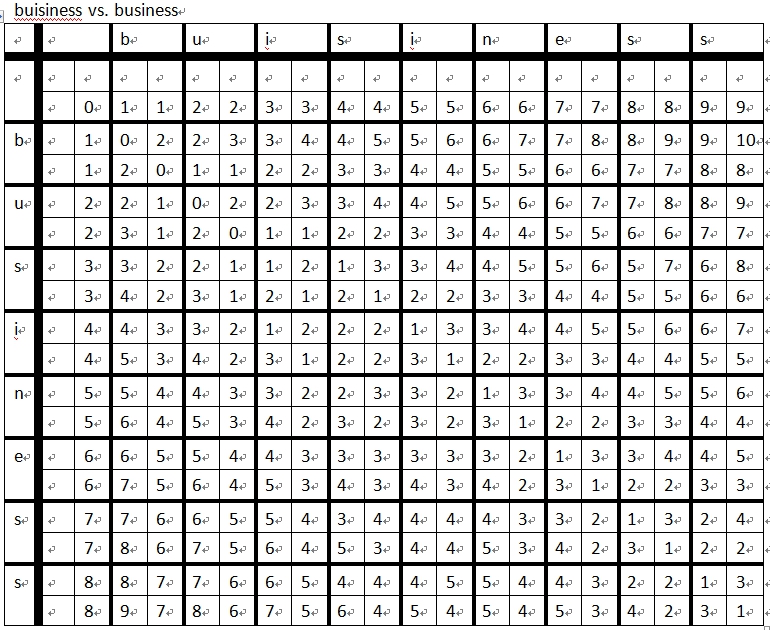 buisiness vs. business
b u i s i n e s s
0 1 1 2 2 3 3 4 4 5 5 6 6 7 7 8 8 9 9
b 1 0 2 2 3 3 4 4 5 5 6 6 7 7 8 8 9 9 10
1 2 0 1 1 2 2 3 3 4 4 5 5 6 6 7 7 8 8
u 2 2 1 0 2 2 3 3 4 4 5 5 6 6 7 7 8 8 9
2 3 1 2 0 1 1 2 2 3 3 4 4 5 5 6 6 7 7
s 3 3 2 2 1 1 2 1 3 3 4 4 5 5 6 5 7 6 8
3 4 2 3 1 2 1 2 1 2 2 3 3 4 4 5 5 6 6
i 4 4 3 3 2 1 2 2 2 1 3 3 4 4 5 5 6 6 7
4 5 3 4 2 3 1 2 2 3 1 2 2 3 3 4 4 5 5
n 5 5 4 4 3 3 2 2 3 3 2 1 3 3 4 4 5 5 6
5 6 4 5 3 4 2 3 2 3 2 3 1 2 2 3 3 4 4
e 6 6 5 5 4 4 3 3 3 3 3 3 2 1 3 3 4 4 5
6 7 5 6 4 5 3 4 3 4 3 4 2 3 1 2 2 3 3
s 7 7 6 6 5 5 4 3 4 4 4 4 3 3 2 1 3 2 4
7 8 6 7 5 6 4 5 3 4 4 5 3 4 2 3 1 2 2
s 8 8 7 7 6 6 5 4 4 4 5 5 4 4 3 2 2 1 3
8 9 7 8 6 7 5 6 4 5 4 5 4 5 3 4 2 3 1